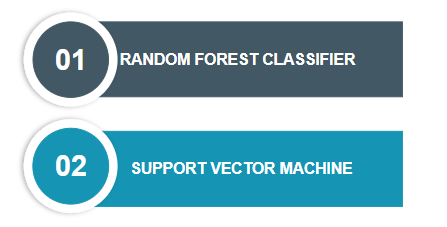 01 RANDOM FOREST CLASSIFIER
02 SUPPORT VECTOR MACHINE